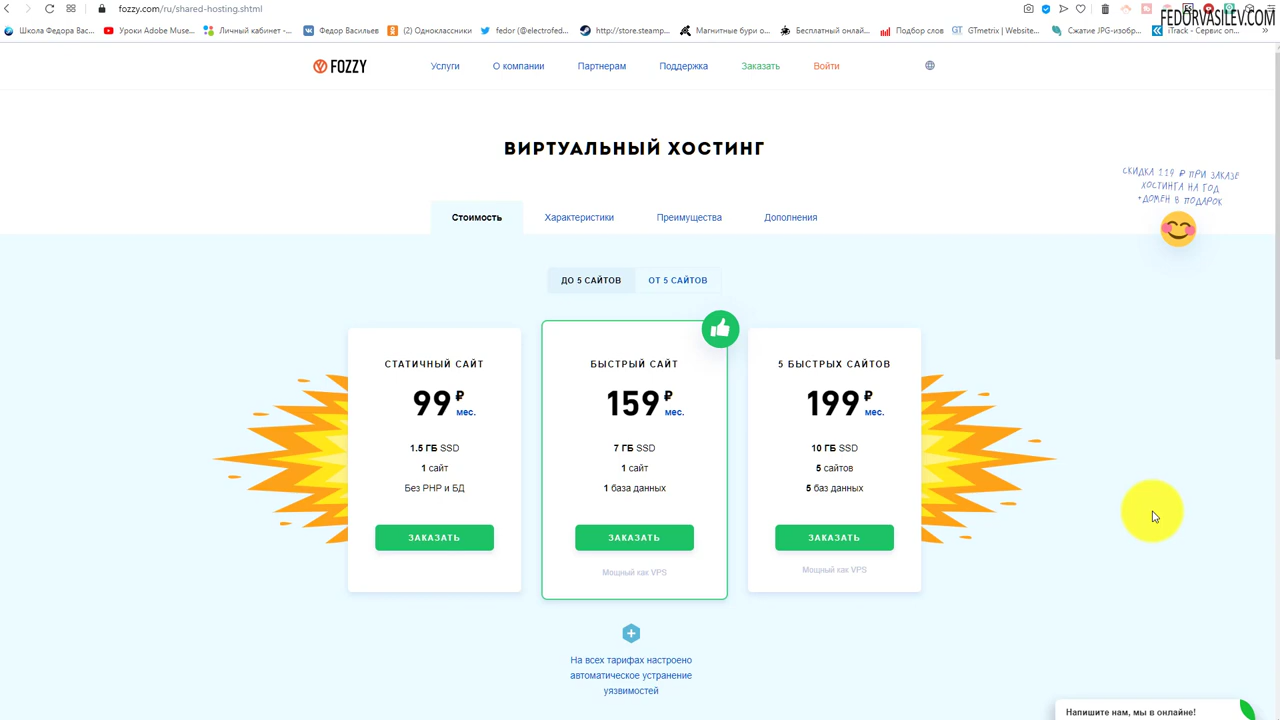 fozzy.com/ru/shared-hosting.shtml
FEDORVASILEV.COM
Школа Федора Вас...
Уроки Adobe Muse...
Личный кабинет -...
Федор Васильев
(2) Одноклассники
fedor (@electrofed...
http://store.steamp...
Магнитные бури о...
Бесплатный онлай...
Подбор слов
GTmetrix | Website...
Сжатие JPG-изобр...
iTrack - Сервис оп...
FOZZY
Услуги
О компании
Партнерам
Поддержка
Заказать
Войти
ВИРТУАЛЬНЫЙ ХОСТИНГ
СКИДКА 119 ₽ ПРИ ЗАКАЗЕ
ХОСТИНГА НА ГОД
+ДОМЕН В ПОДАРОК
Стоимость
Характеристики
Преимущества
Дополнения
ДО 5 САЙТОВ
ОТ 5 САЙТОВ
СТАТИЧНЫЙ САЙТ
99 ₽ мес.
1.5 ГБ SSD
1 сайт
Без PHP и БД
ЗАКАЗАТЬ
БЫСТРЫЙ САЙТ
159 ₽ мес.
7 ГБ SSD
1 сайт
1 база данных
ЗАКАЗАТЬ
Мощный как VPS
5 БЫСТРЫХ САЙТОВ
199 ₽ мес.
10 ГБ SSD
5 сайтов
5 баз данных
ЗАКАЗАТЬ
Мощный как VPS
На всех тарифах настроено
автоматическое устранение
уязвимостей
Напишите нам, мы в онлайне!